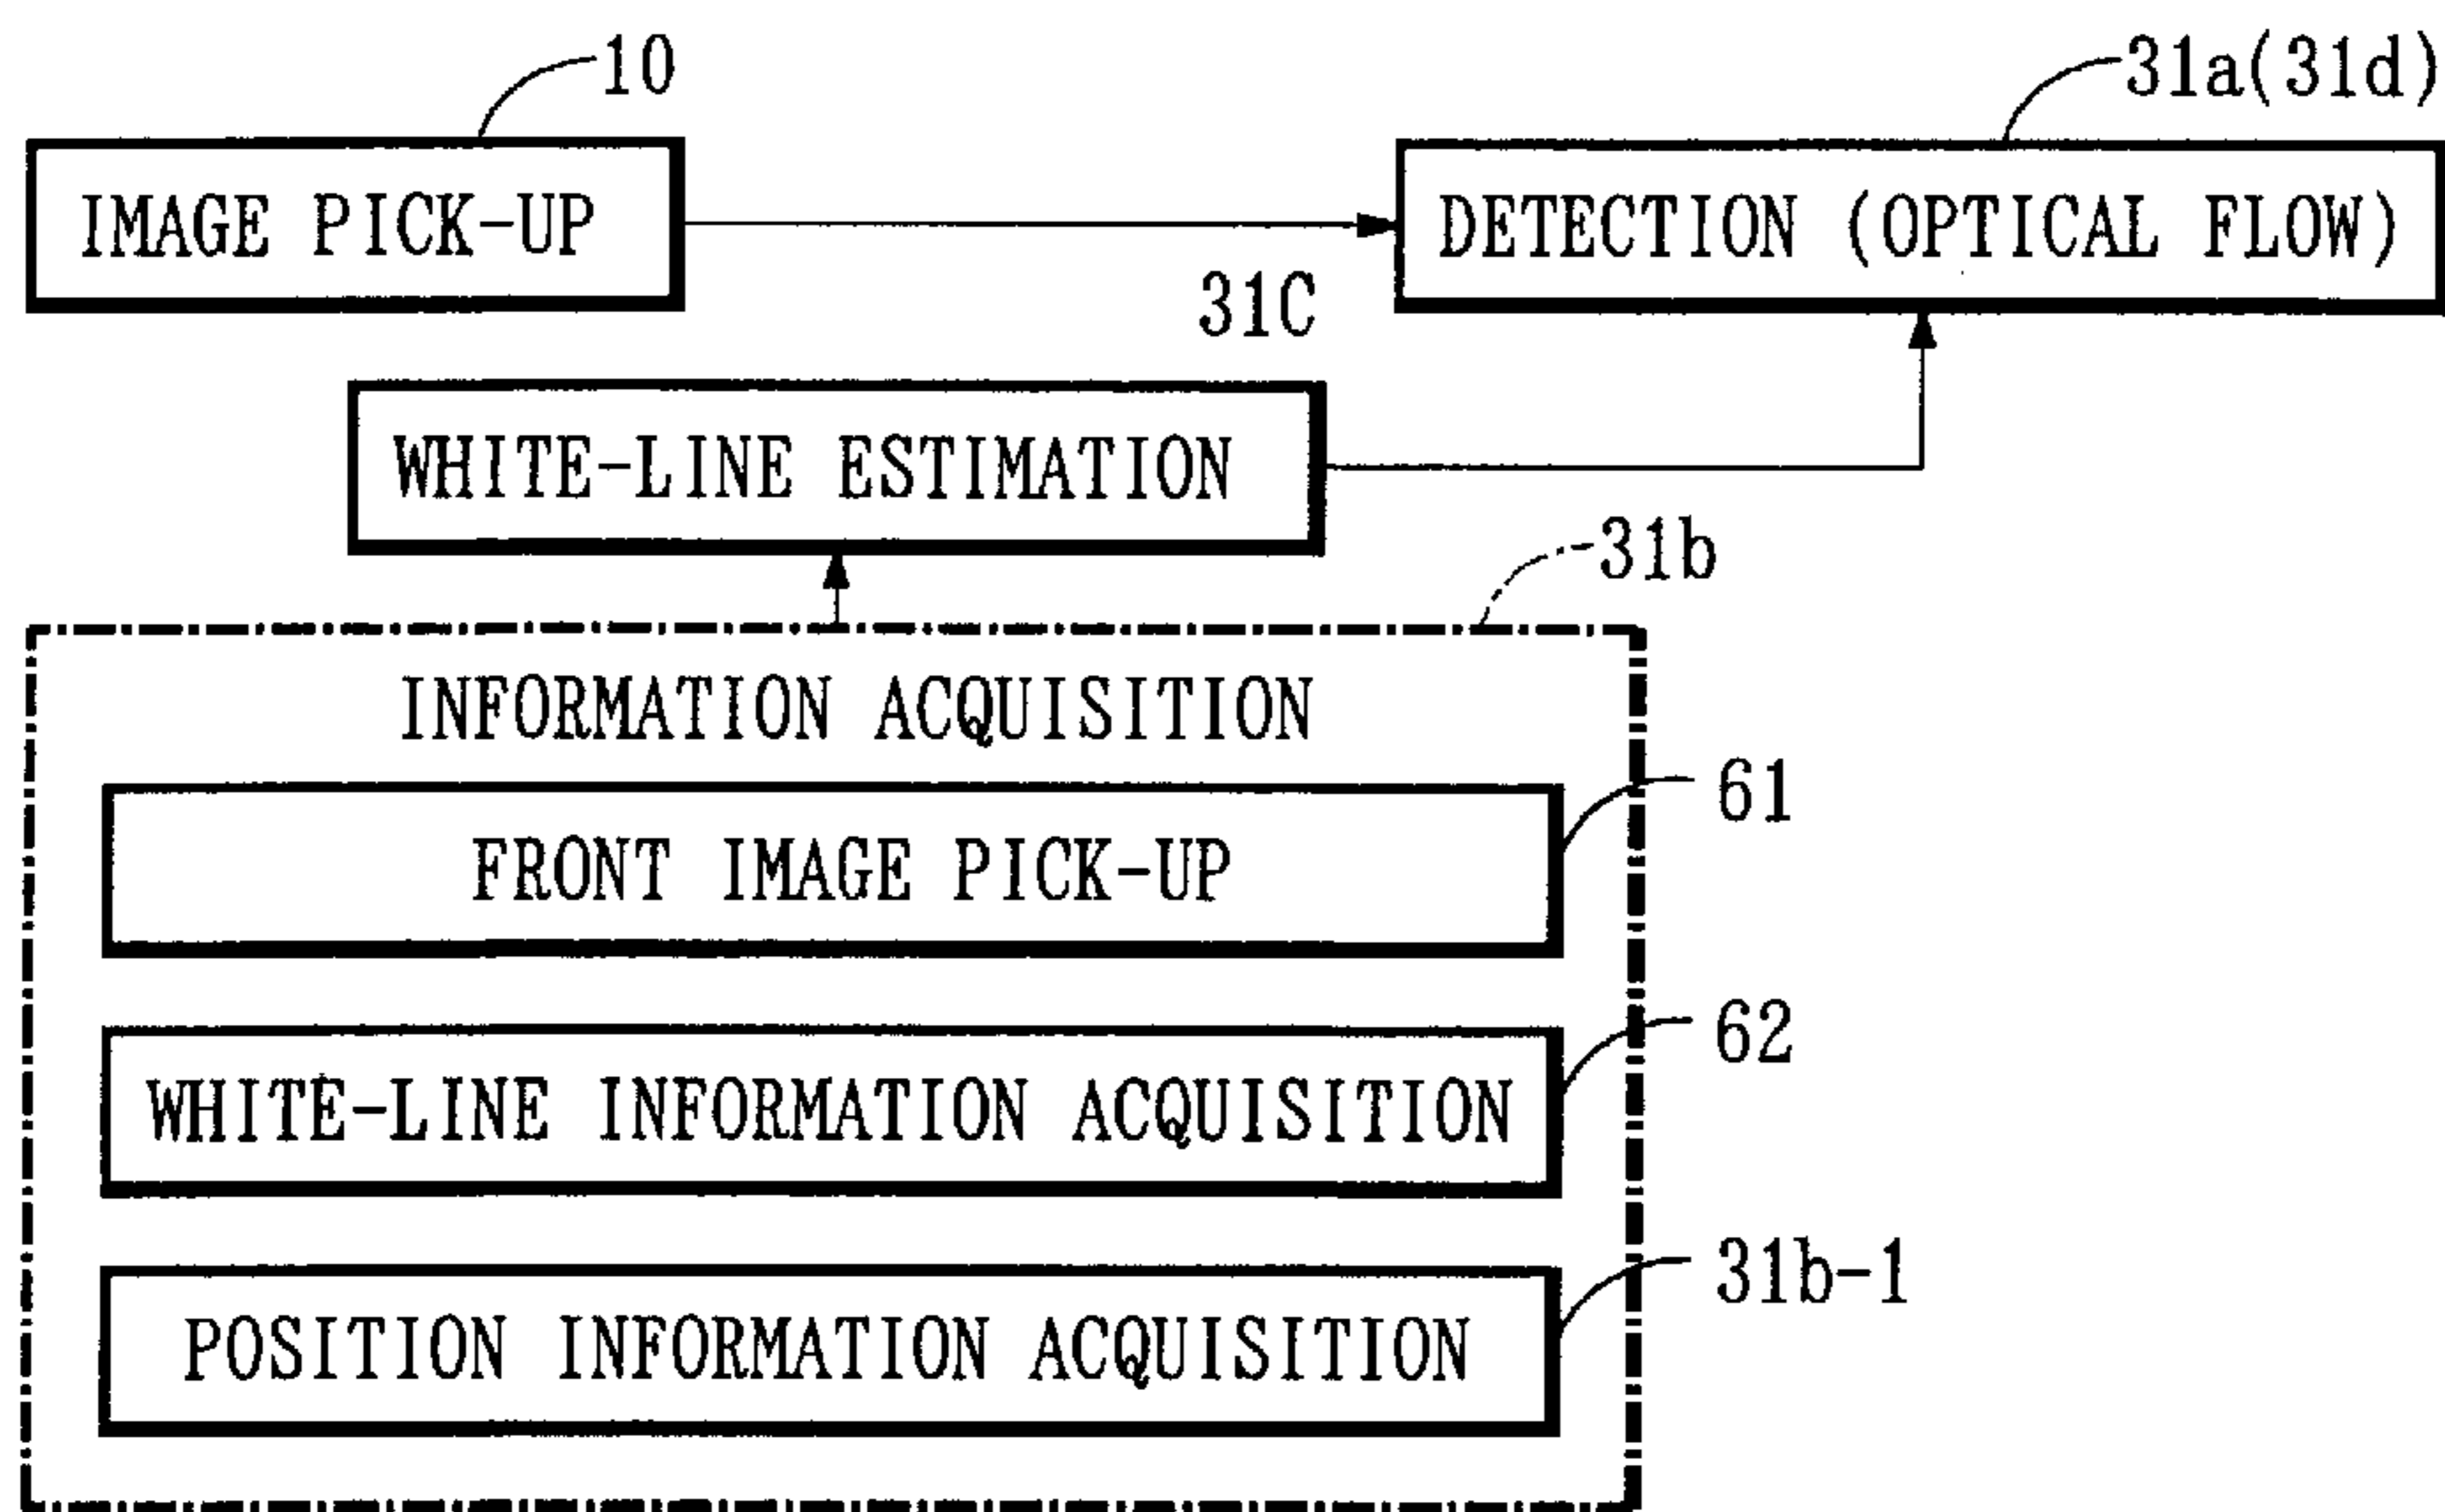 10
31a(31d)
IMAGE PICK-UP
DETECTION (OPTICAL FLOW)
31C
WHITE-LINE ESTIMATION
31b
INFORMATION ACQUISITION
61
FRONT IMAGE PICK-UP
62
WHITE-LINE INFORMATION ACQUISITION
31b-1
POSITION INFORMATION ACQUISITION